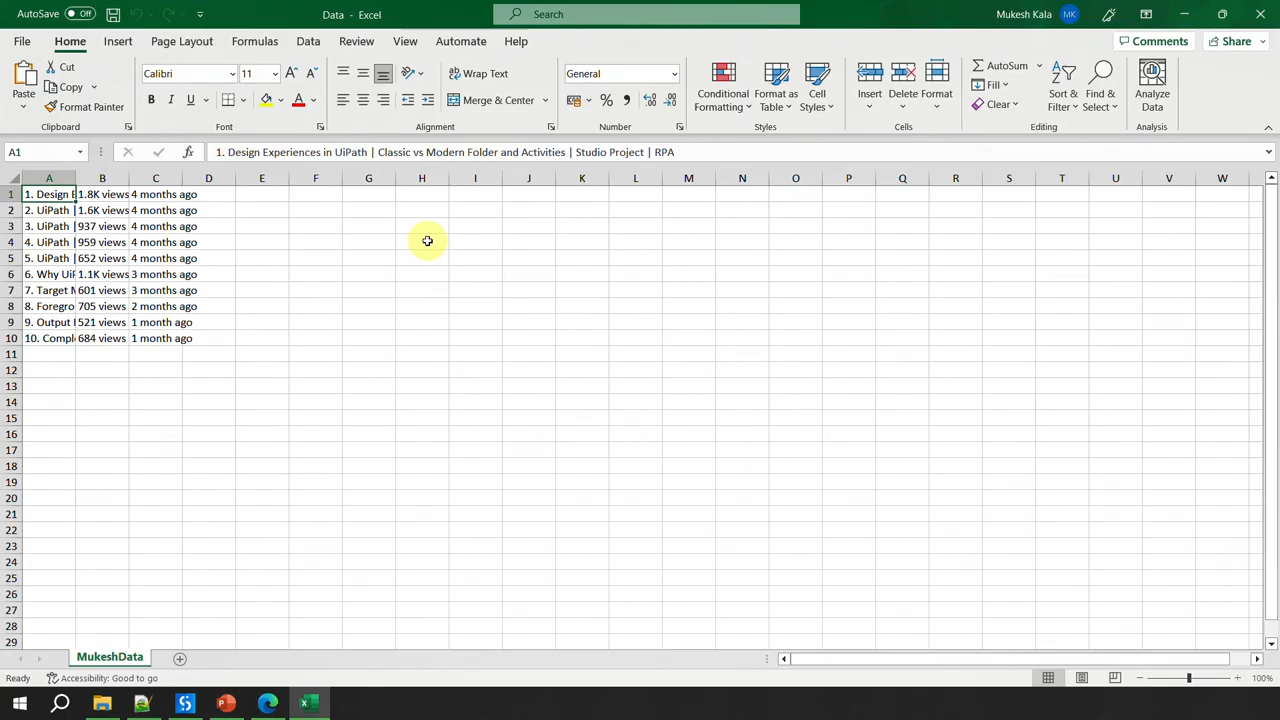 AutoSave Off
Data - Excel
Search
Mukesh Kala MK
File Home Insert Page Layout Formulas Data Review View Automate Help Comments Share
Cut
Copy
Format Painter
Paste
Calibri 11
B I U A
Wrap Text
Merge & Center
General
% ,
Conditional Formatting
Format as Table
Cell Styles
Insert Delete Format
AutoSum
Fill
Clear
Sort & Filter
Find & Select
Analyze Data
Clipboard Font Alignment Number Styles Cells Editing Analysis
A1 fx 1. Design Experiences in UiPath | Classic vs Modern Folder and Activities | Studio Project | RPA
A B C D E F G H I J K L M N O P Q R S T U V W
1 1. Design E 1.8K views 4 months ago
2 2. UiPath | 1.6K views 4 months ago
3 3. UiPath | 937 views 4 months ago
4 4. UiPath | 959 views 4 months ago
5 5. UiPath | 652 views 4 months ago
6 6. Why UiP 1.1K views 3 months ago
7 7. Target M 601 views 3 months ago
8 8. Foregro 705 views 2 months ago
9 9. Output 521 views 1 month ago
10 10. Comple 684 views 1 month ago
11
12
13
14
15
16
17
18
19
20
21
22
23
24
25
26
27
28
29
MukeshData
Ready Accessibility: Good to go 100%